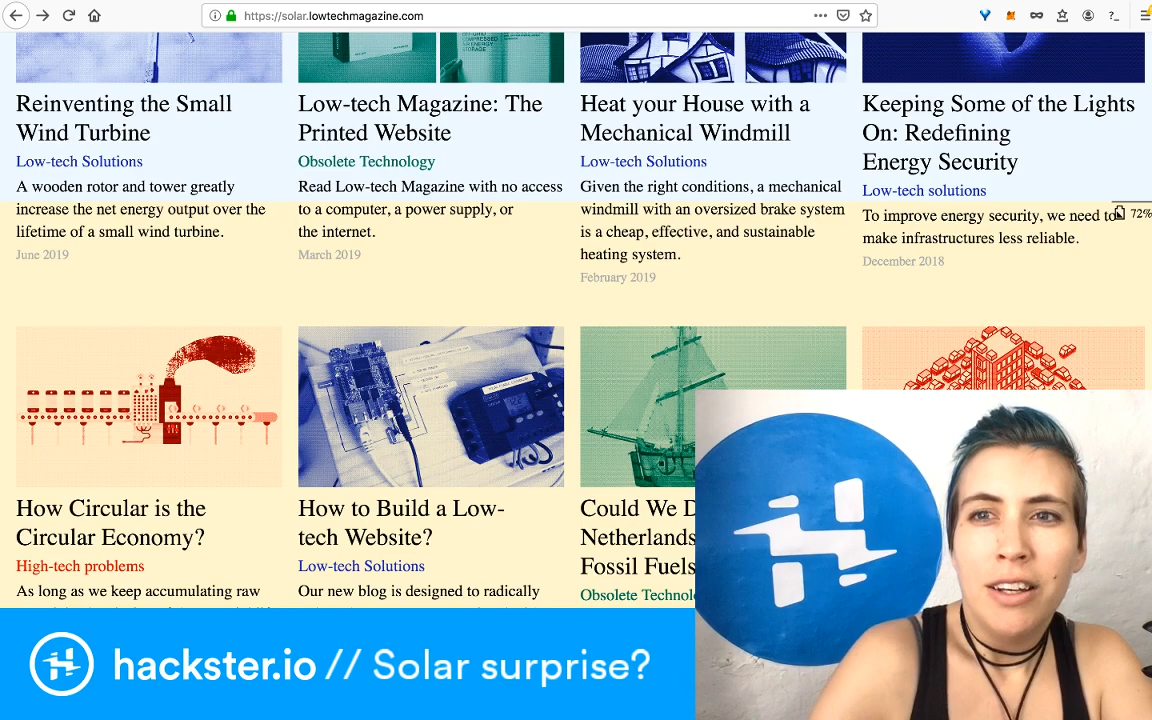 https://solar.lowtechmagazine.com
Reinventing the Small
Wind Turbine
Low-tech Solutions
A wooden rotor and tower greatly
increase the net energy output over the
lifetime of a small wind turbine.
June 2019
Low-tech Magazine: The
Printed Website
Obsolete Technology
Read Low-tech Magazine with no access
to a computer, a power supply, or
the internet.
March 2019
Heat your House with a
Mechanical Windmill
Low-tech Solutions
Given the right conditions, a mechanical
windmill with an oversized brake system
is a cheap, effective, and sustainable
heating system.
February 2019
Keeping Some of the Lights
On: Redefining
Energy Security
Low-tech solutions
To improve energy security, we need to
make infrastructures less reliable.
December 2018
72%
How Circular is the
Circular Economy?
High-tech problems
As long as we keep accumulating raw
How to Build a Low-
tech Website?
Low-tech Solutions
Our new blog is designed to radically
Could We D
Netherlands
Fossil Fuels
Obsolete Technolo
hackster.io // Solar surprise?